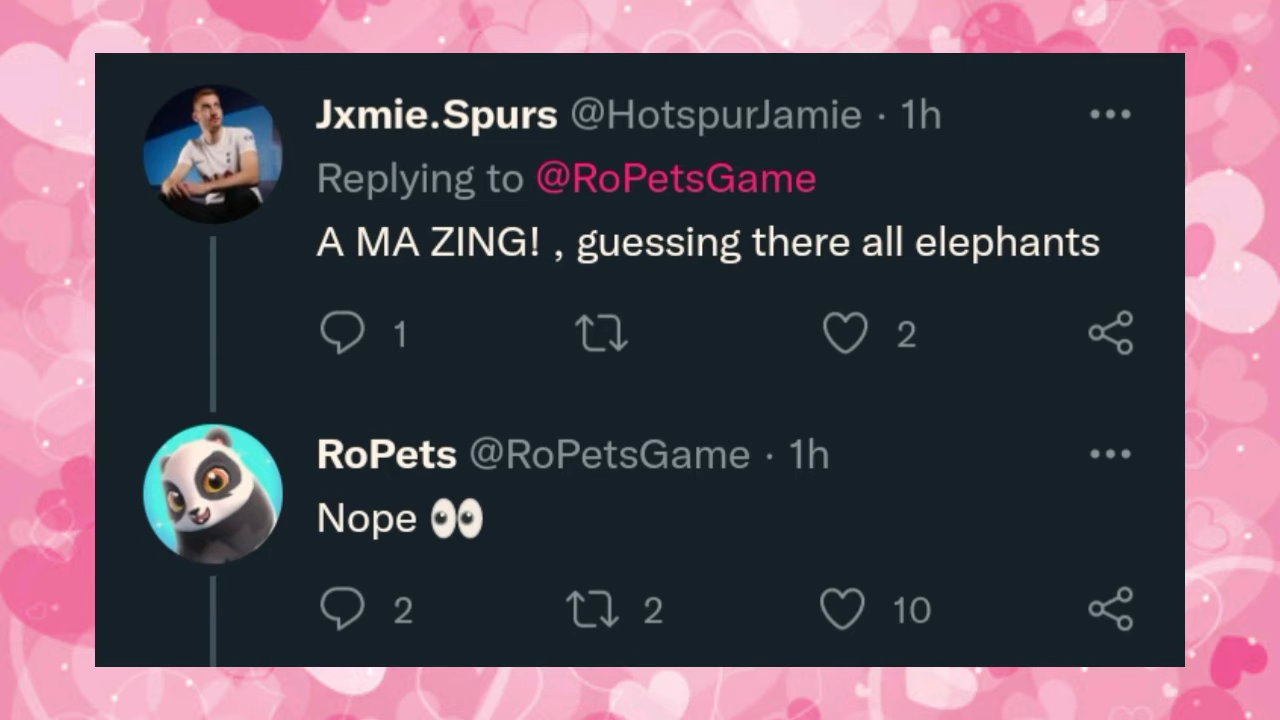 Jxmie.Spurs @HotspurJamie · 1h
Replying to @RoPetsGame
A MA ZING! , guessing there all elephants
1 2
RoPets @RoPetsGame · 1h
Nope 👀
2 2 10